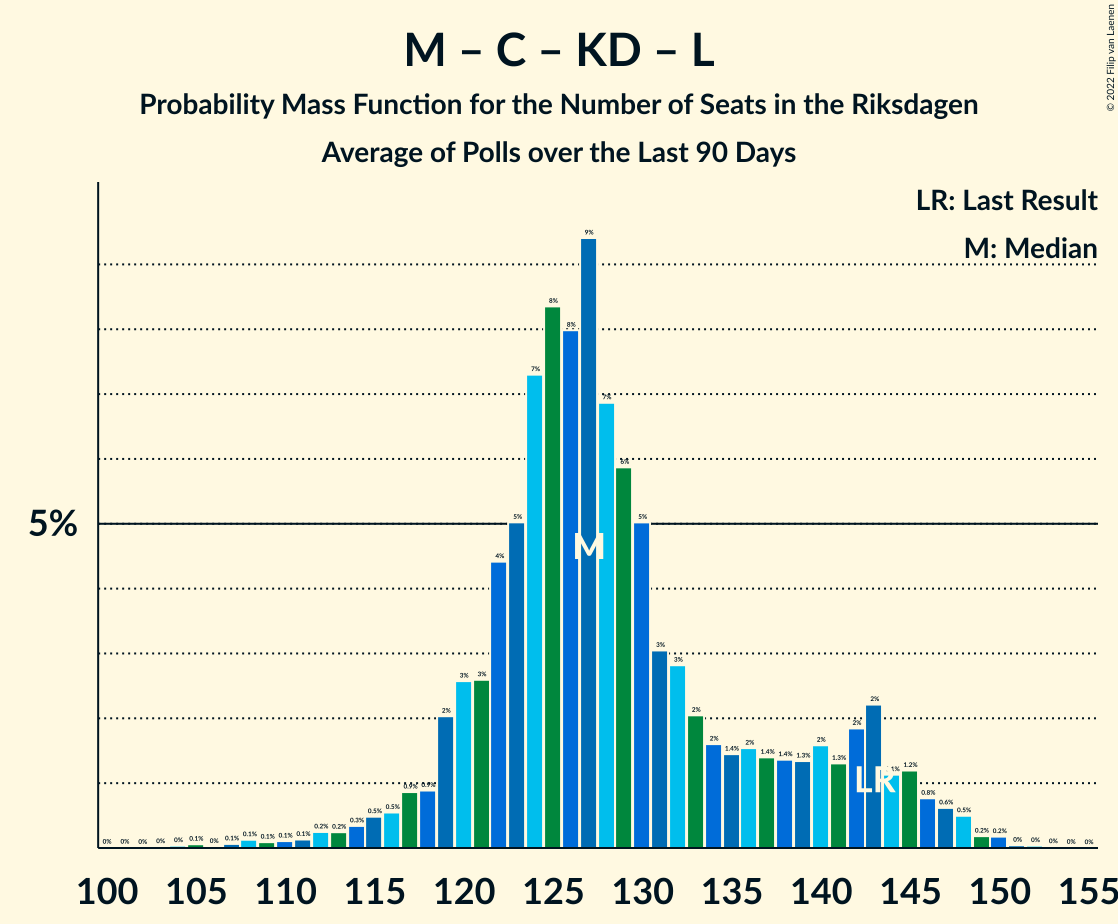 M – C – KD – L
Probability Mass Function for the Number of Seats in the Riksdagen
Average of Polls over the Last 90 Days
© 2022 Filip van Laenen
LR: Last Result
M: Median
5%
0% 0% 0% 0% 0% 0.1% 0% 0.1% 0.1% 0.1% 0.1% 0.1% 0.2% 0.2% 0.3% 0.5% 0.5% 0.9% 0.9% 2% 3% 3% 4% 5% 7% 8% 8% 9% 7% 6% 5% 3% 3% 2% 2% 1.4% 2% 1.4% 1.4% 1.3% 2% 1.3% 2% 2% 1% 1.2% 0.8% 0.6% 0.5% 0.2% 0.2% 0% 0% 0% 0% 0%
M
LR
100 105 110 115 120 125 130 135 140 145 150 155